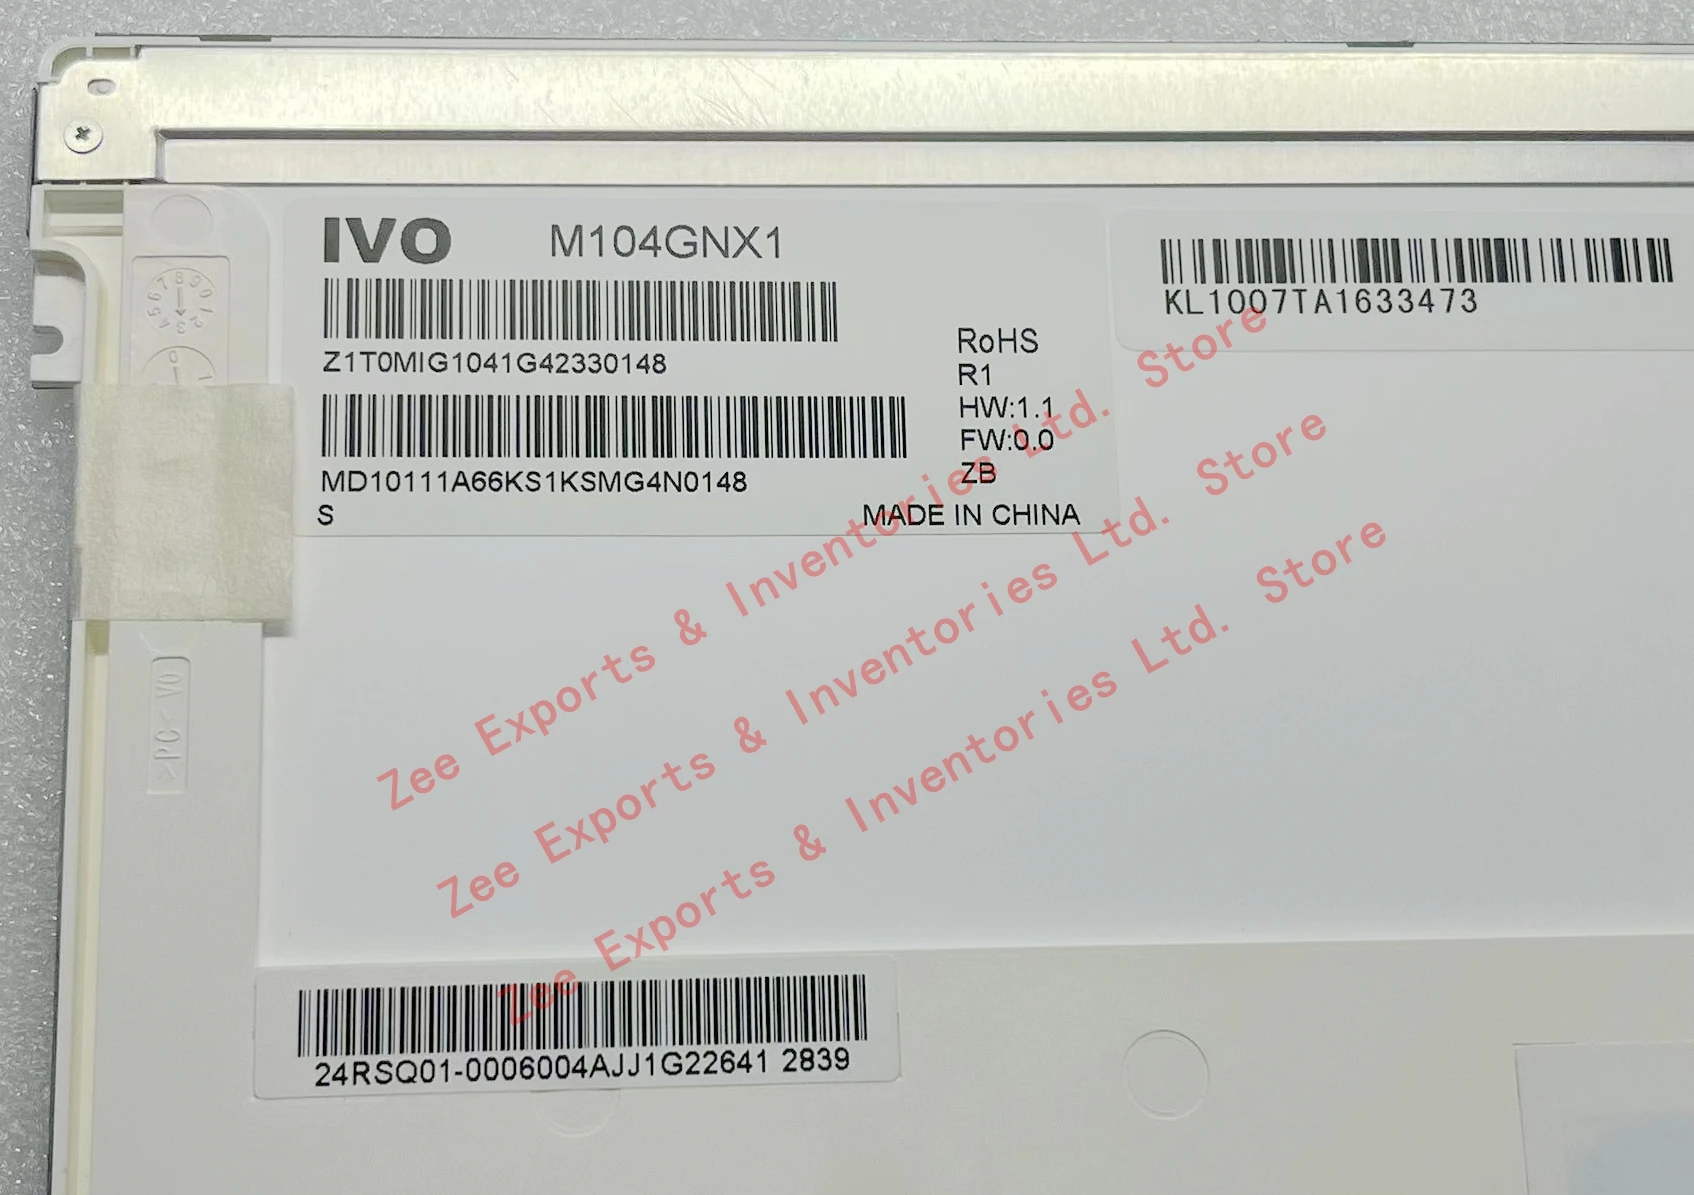 IVO M104GNX1
Z1T0MIG1041G42330148
MD10111A66KS1KSMG4N0148
S
RoHS
R1
HW:1.1
FW:0.0
ZB
MADE IN CHINA
KL1007TA1633473
>PC<
24RSQ01-0006004AJJ1G22641 2839
Zee Exports & Inventories Ltd. Store
Zee Exports & Inventories Ltd. Store
Zee Exports & Inventories Ltd. Store